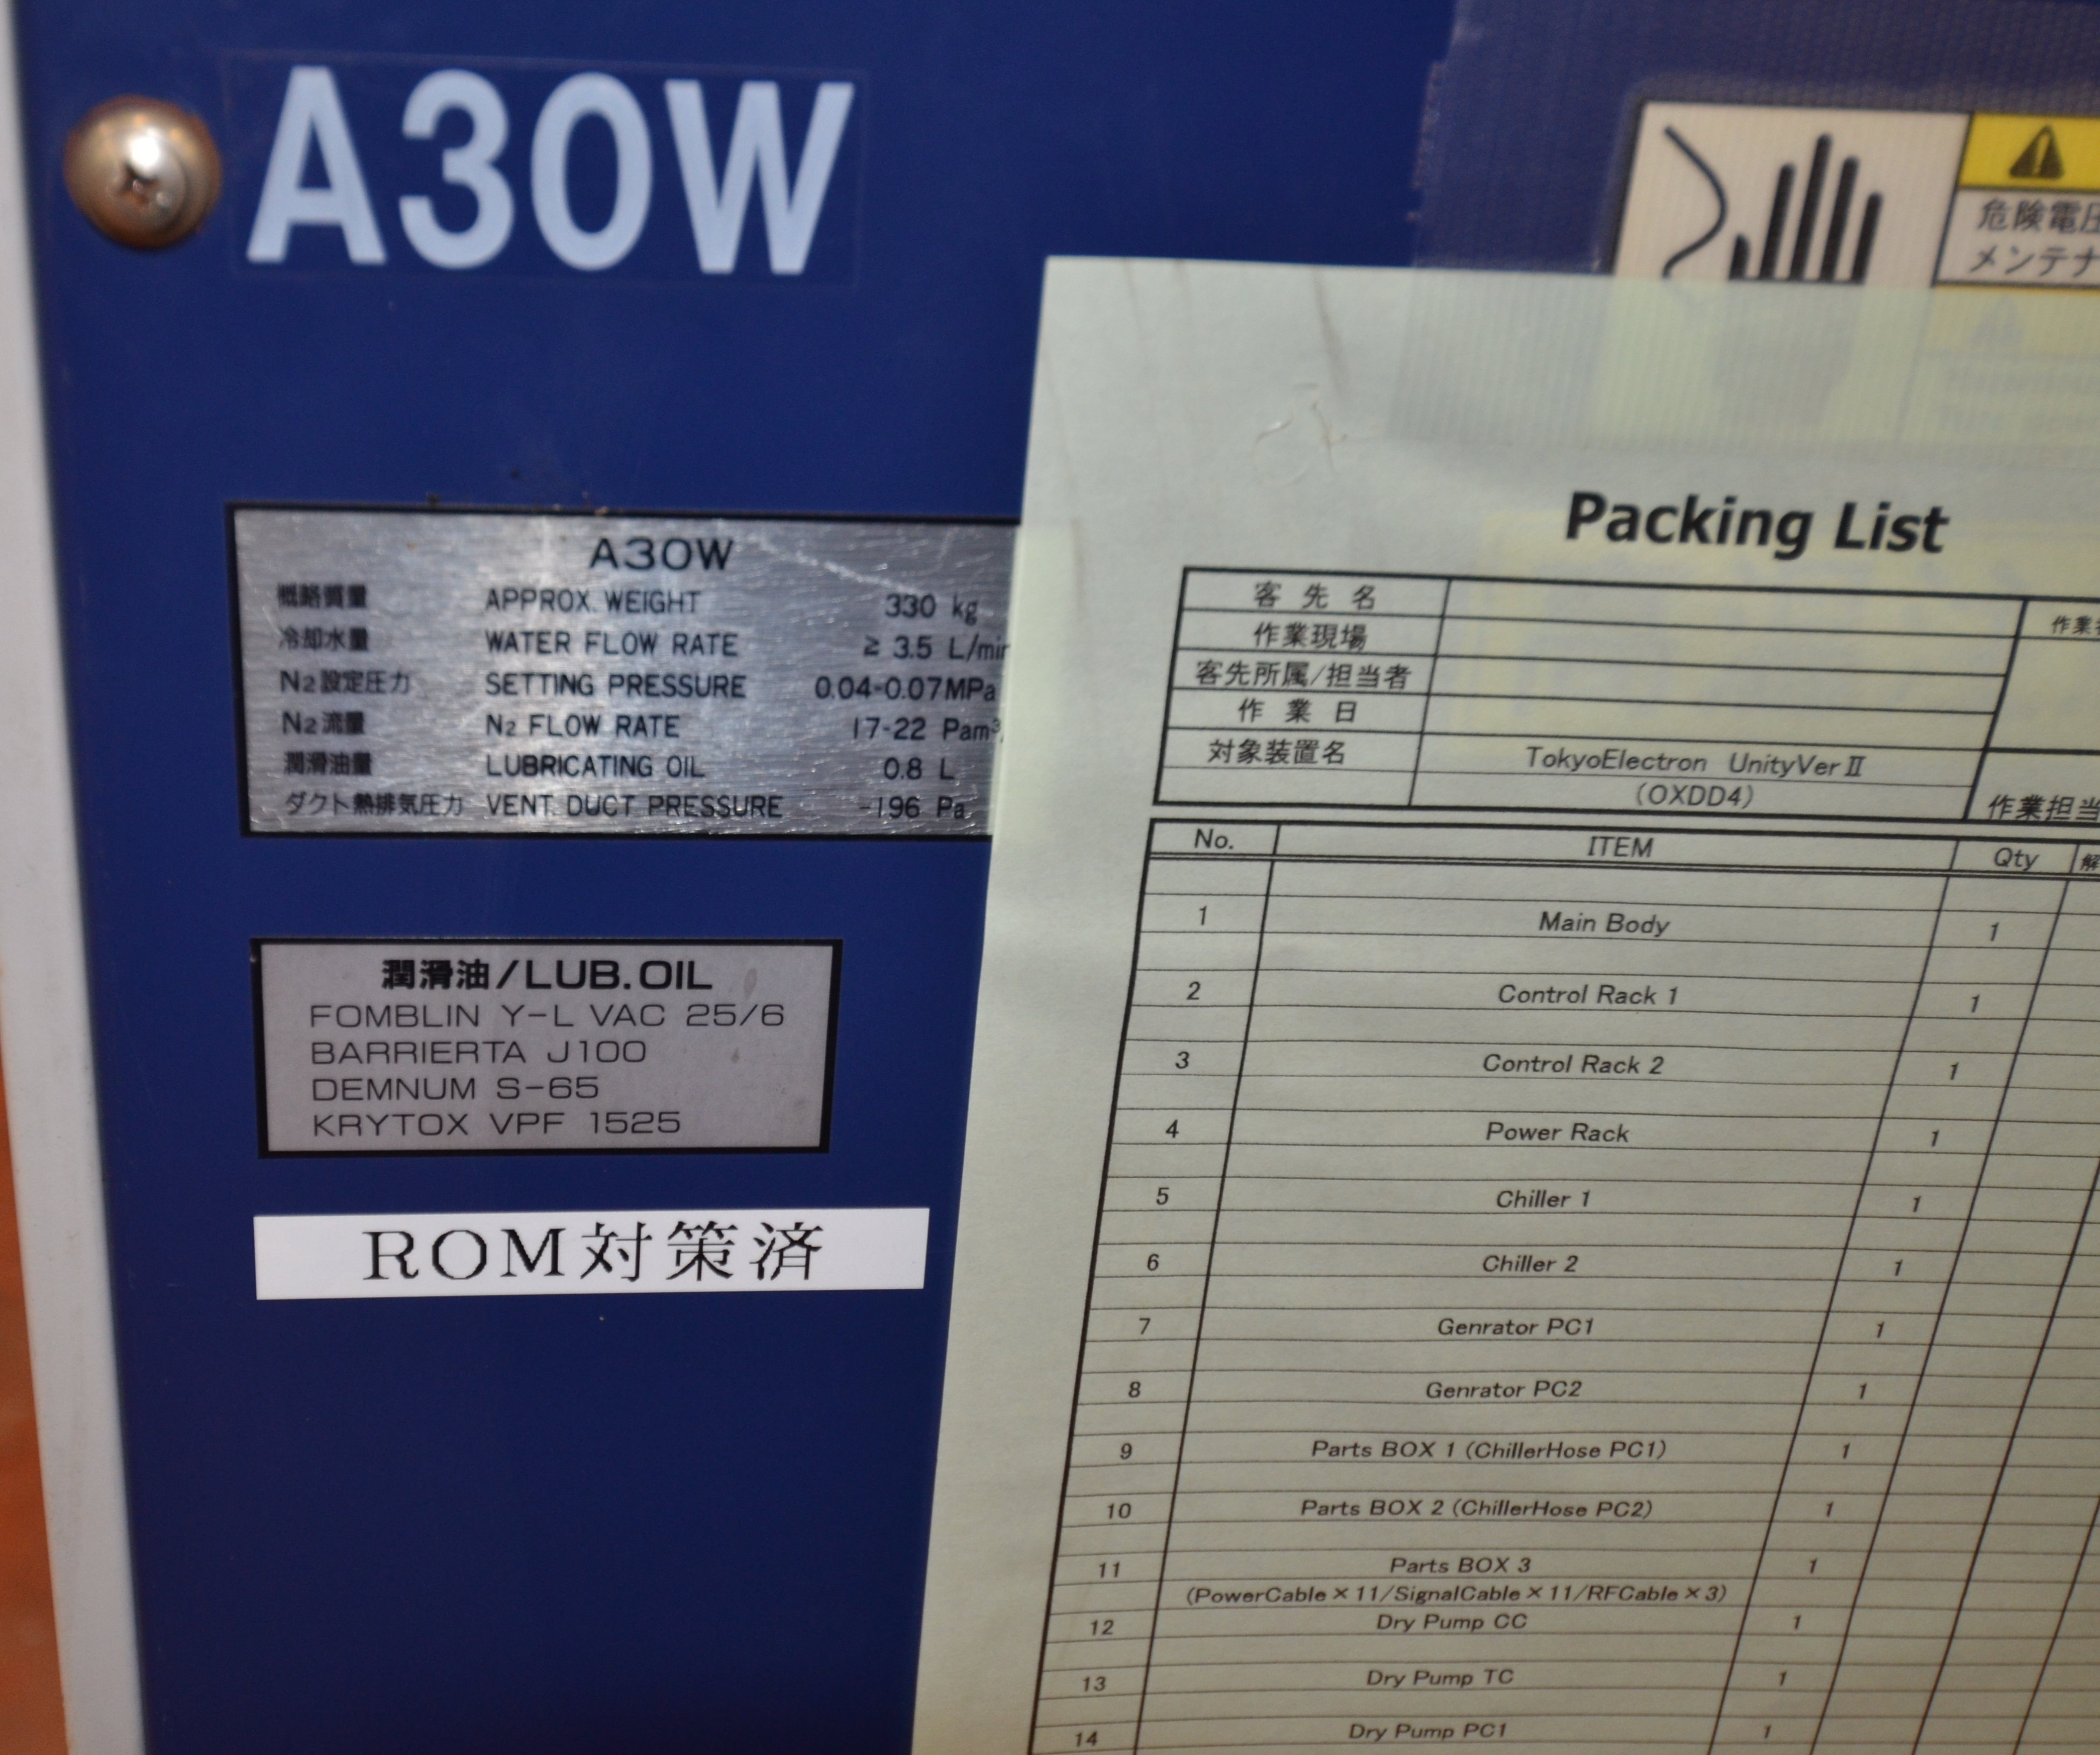 A30W
危険電圧
メンテナ
A30W
概略質量 APPROX. WEIGHT 330 kg
冷却水量 WATER FLOW RATE ≥ 3.5 L/min
N2設定圧力 SETTING PRESSURE 0.04-0.07MPa
N2流量 N2 FLOW RATE 17-22 Pam³
潤滑油量 LUBRICATING OIL 0.8 L
ダクト熱排気圧力 VENT. DUCT PRESSURE -196 Pa
潤滑油/LUB. OIL
FOMBLIN Y-L VAC 25/6
BARRIERTA J100
DEMNUM S-65
KRYTOX VPF 1525
ROM対策済
Packing List
客先名
作業現場
客先所属/担当者
作業日
対象装置名 TokyoElectron UnityVerⅡ
(OXDD4)
作業担当
No. ITEM Qty
1 Main Body 1
2 Control Rack 1 1
3 Control Rack 2 1
4 Power Rack 1
5 Chiller 1 1
6 Chiller 2 1
7 Genrator PC1 1
8 Genrator PC2 1
9 Parts BOX 1 (ChillerHose PC1) 1
10 Parts BOX 2 (ChillerHose PC2) 1
11 Parts BOX 3 1
(PowerCable×11/SignalCable×11/RFCable×3)
12 Dry Pump CC 1
13 Dry Pump TC 1
14 Dry Pump PC1 1